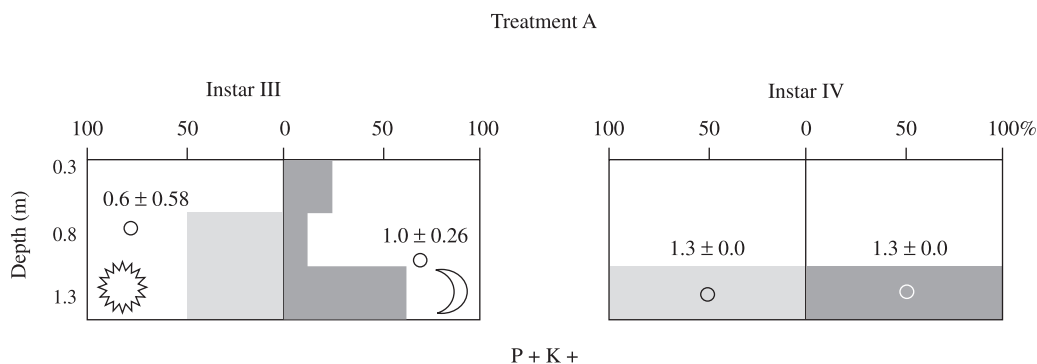 Treatment A
Instar III
Instar IV
100 50 0 50 100
100 50 0 50 100%
Depth (m)
0.3
0.8
1.3
0.6 ± 0.58
1.0 ± 0.26
1.3 ± 0.0
1.3 ± 0.0
P + K +